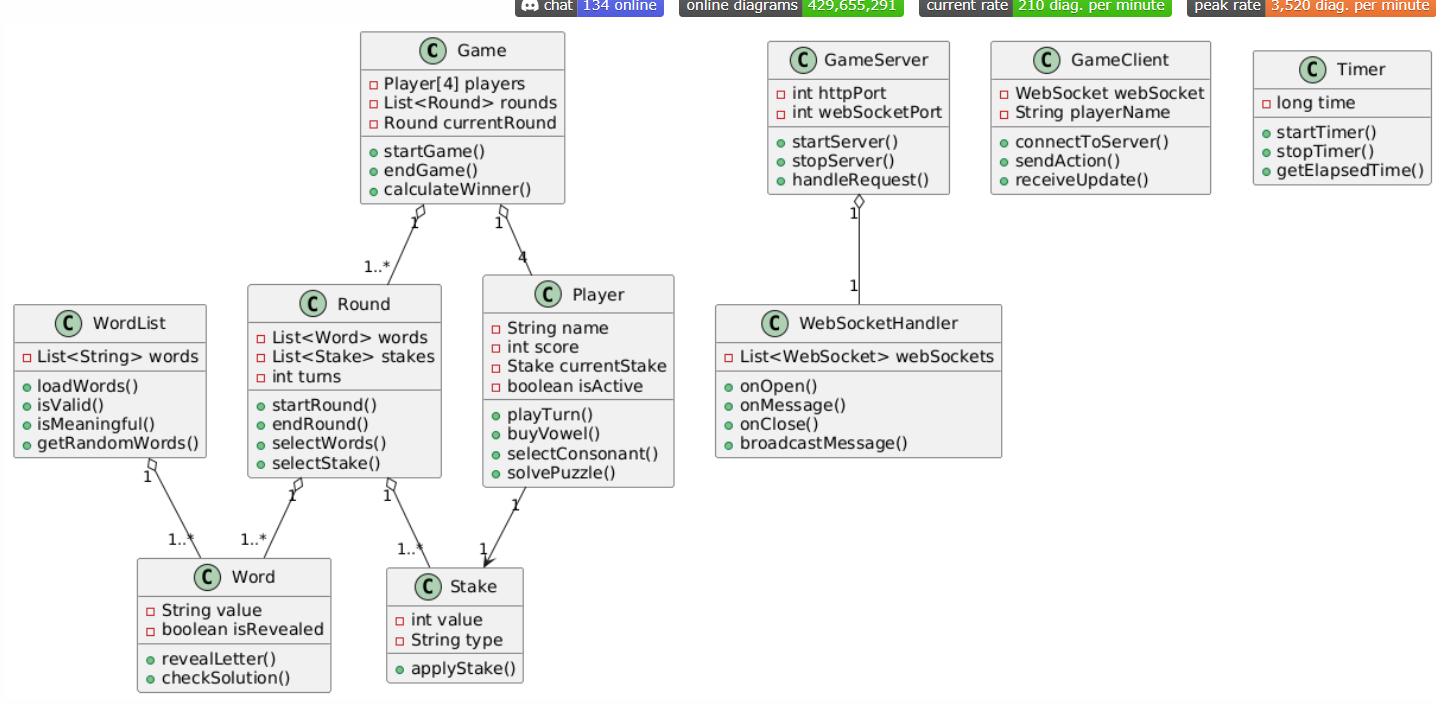 chat 134 online
online diagrams 429,655,291
current rate 210 diag. per minute
peak rate 3,520 diag. per minute
C Game
Player[4] players
List<Round> rounds
Round currentRound
startGame()
endGame()
calculateWinner()
C GameServer
int httpPort
int webSocketPort
startServer()
stopServer()
handleRequest()
C GameClient
WebSocket webSocket
String playerName
connectToServer()
sendAction()
receiveUpdate()
C Timer
long time
startTimer()
stopTimer()
getElapsedTime()
1
1..*
1
4
1
1
C WordList
List<String> words
loadWords()
isValid()
isMeaningful()
getRandomWords()
C Round
List<Word> words
List<Stake> stakes
int turns
startRound()
endRound()
selectWords()
selectStake()
C Player
String name
int score
Stake currentStake
boolean isActive
playTurn()
buyVowel()
selectConsonant()
solvePuzzle()
C WebSocketHandler
List<WebSocket> webSockets
onOpen()
onMessage()
onClose()
broadcastMessage()
1
1..*
1
1..*
1
1..*
1
1
C Word
String value
boolean isRevealed
revealLetter()
checkSolution()
C Stake
int value
String type
applyStake()